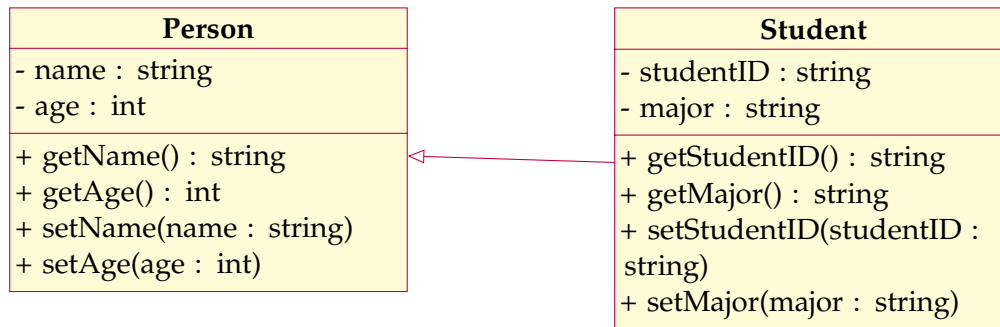 Person
- name : string
- age : int
+ getName() : string
+ getAge() : int
+ setName(name : string)
+ setAge(age : int)
Student
- studentID : string
- major : string
+ getStudentID() : string
+ getMajor() : string
+ setStudentID(studentID :
string)
+ setMajor(major : string)